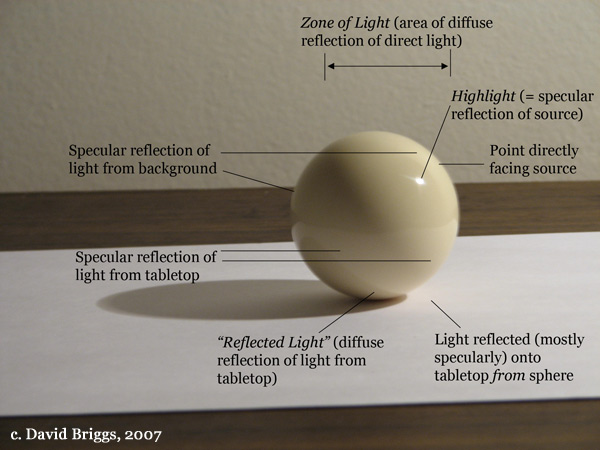 Zone of Light (area of diffuse
reflection of direct light)
Highlight (= specular
reflection of source)
Specular reflection of
light from background
Point directly
facing source
Specular reflection of
light from tabletop
“Reflected Light” (diffuse
reflection of light from
tabletop)
Light reflected (mostly
specularly) onto
tabletop from sphere
c. David Briggs, 2007